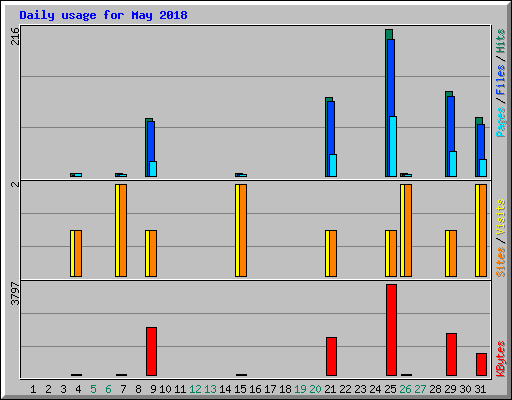 Daily usage for May 2018
216
2
3797
Pages/Files/Hits
Sites/Visits
KBytes
1 2 3 4 5 6 7 8 9 10 11 12 13 14 15 16 17 18 19 20 21 22 23 24 25 26 27 28 29 30 31